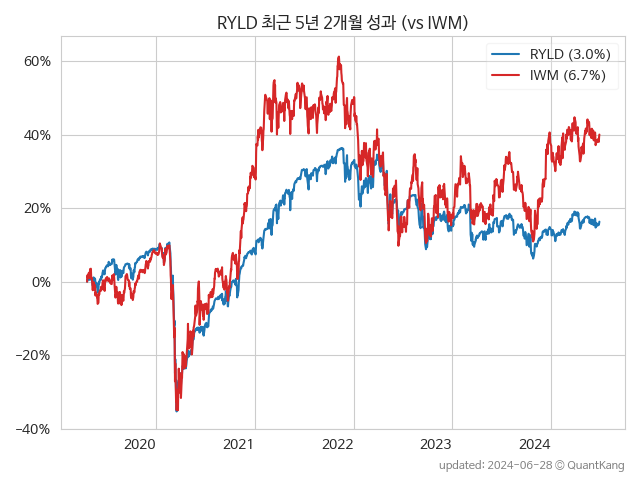 RYLD 최근 5년 2개월 성과 (vs IWM)
RYLD (3.0%)
IWM (6.7%)
60%
40%
20%
0%
−20%
−40%
2020
2021
2022
2023
2024
updated: 2024-06-28 © QuantKang